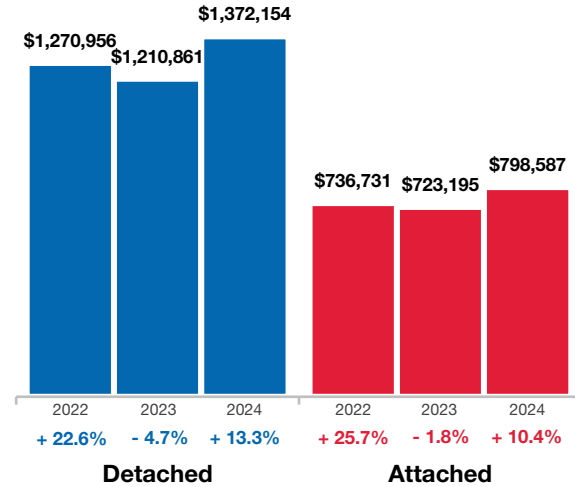 $1,270,956 $1,210,861 $1,372,154
$736,731 $723,195 $798,587
2022 2023 2024 2022 2023 2024
+ 22.6% - 4.7% + 13.3% + 25.7% - 1.8% + 10.4%
Detached Attached